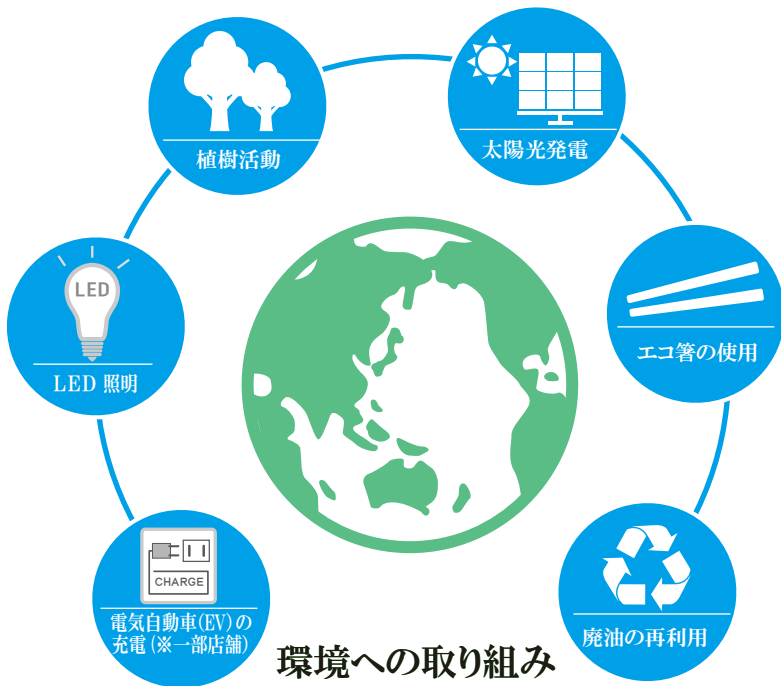 植樹活動
太陽光発電
LED
LED 照明
エコ箸の使用
CHARGE
電気自動車(EV)の
充電(※一部店舗)
廃油の再利用
環境への取り組み